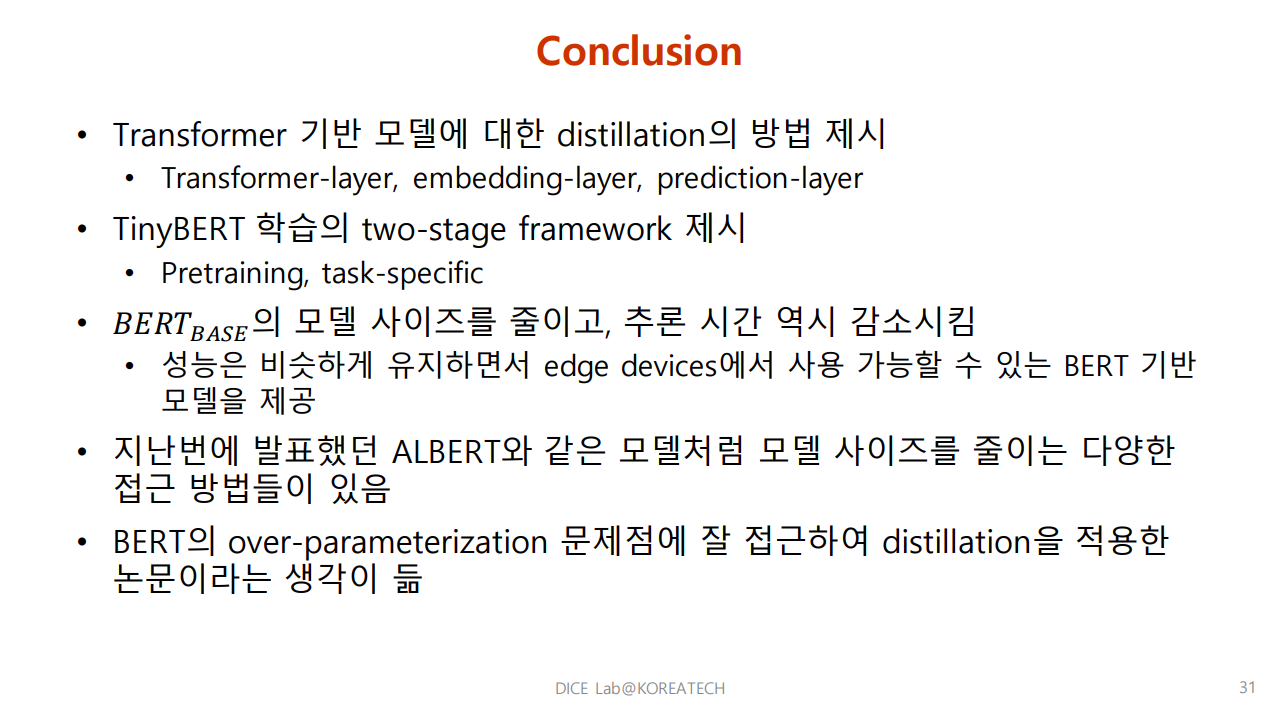 Conclusion
• Transformer 기반 모델에 대한 distillation의 방법 제시
• Transformer-layer, embedding-layer, prediction-layer
• TinyBERT 학습의 two-stage framework 제시
• Pretraining, task-specific
• BERT_BASE의 모델 사이즈를 줄이고, 추론 시간 역시 감소시킴
• 성능은 비슷하게 유지하면서 edge devices에서 사용 가능할 수 있는 BERT 기반
모델을 제공
• 지난번에 발표했던 ALBERT와 같은 모델처럼 모델 사이즈를 줄이는 다양한
접근 방법들이 있음
• BERT의 over-parameterization 문제점에 잘 접근하여 distillation을 적용한
논문이라는 생각이 듦
DICE Lab@KOREATECH
31